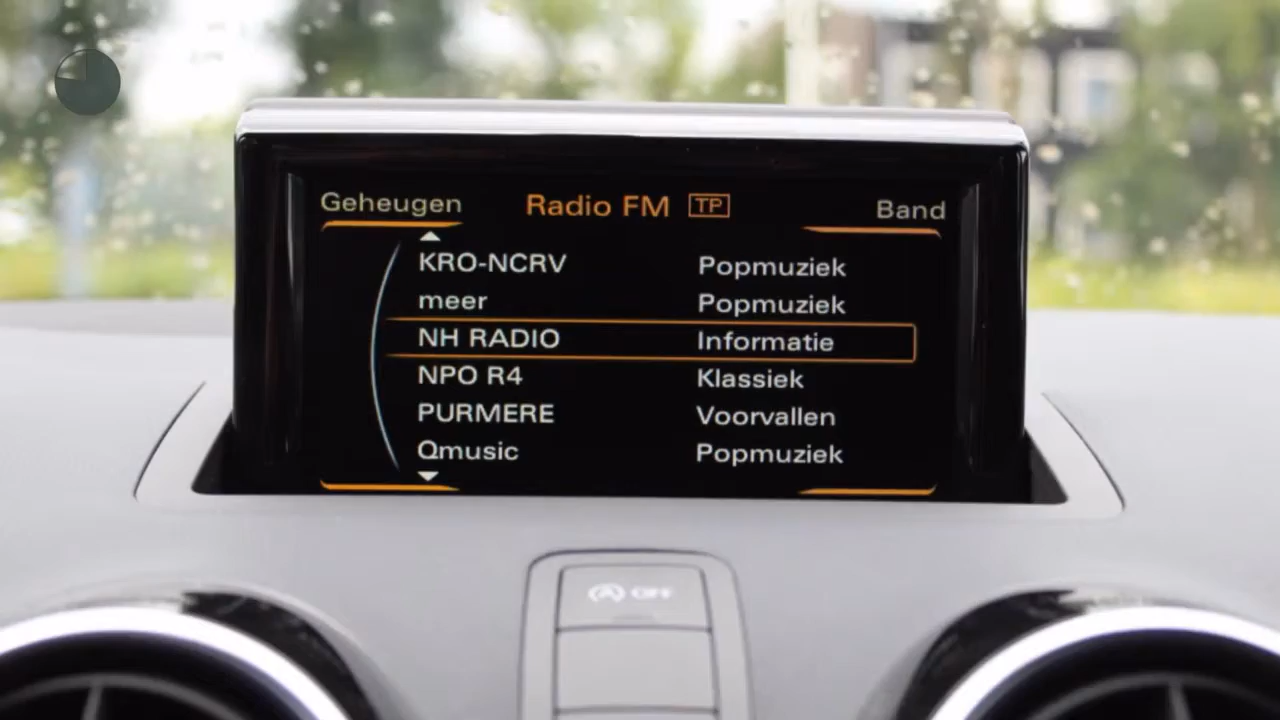 Geheugen Radio FM TP Band
KRO-NCRV Popmuziek
meer Popmuziek
NH RADIO Informatie
NPO R4 Klassiek
PURMERE Voorvallen
Qmusic Popmuziek
A OFF